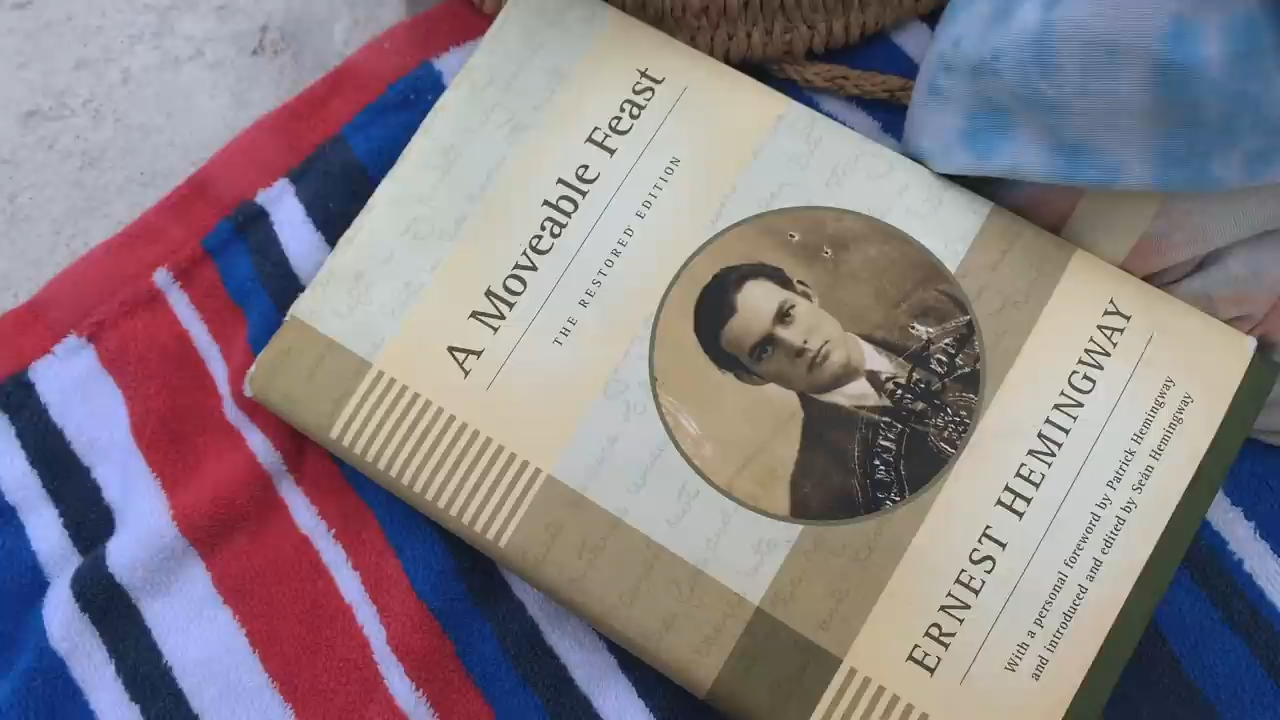 A Moveable Feast
THE RESTORED EDITION
ERNEST HEMINGWAY
With a personal foreword by Patrick Hemingway
and introduced and edited by Seán Hemingway